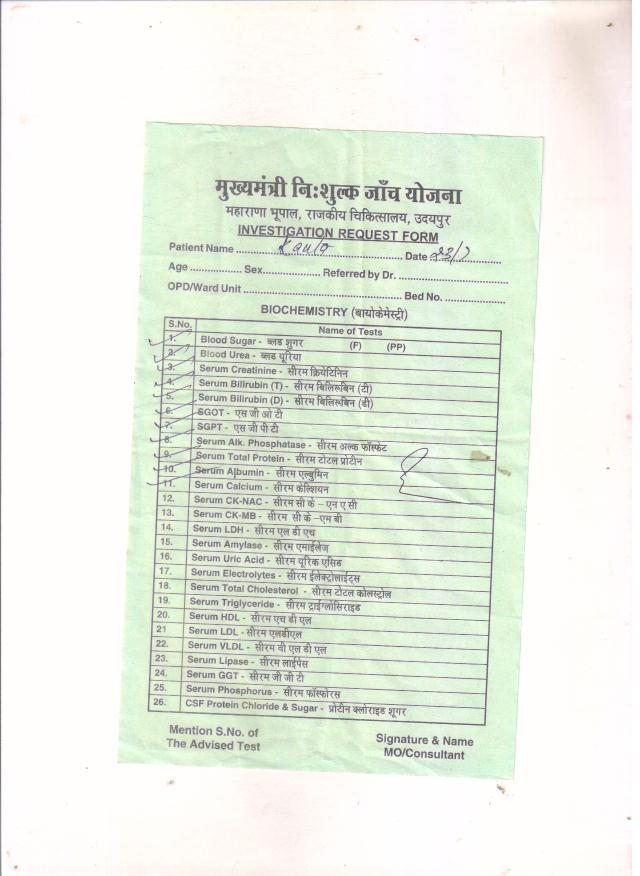 मुख्यमंत्री निःशुल्क जाँच योजना
महाराणा भूपाल, राजकीय चिकित्सालय, उदयपुर
INVESTIGATION REQUEST FORM
Patient Name ........................ Date 23/7
Age ................ Sex.................. Referred by Dr. ..............................
OPD/Ward Unit .................................................. Bed No. ..................
BIOCHEMISTRY (बायोकेमेस्ट्री)
S.No. Name of Tests
1. Blood Sugar - ब्लड शुगर (F) (PP)
2. Blood Urea - ब्लड यूरिया
3. Serum Creatinine - सीरम क्रियेटिनिन
4. Serum Bilirubin (T) - सीरम बिलिरूबिन (टी)
5. Serum Bilirubin (D) - सीरम बिलिरूबिन (डी)
6. SGOT - एस जी ओ टी
7. SGPT - एस जी पी टी
8. Serum Alk. Phosphatase - सीरम अल्क फॉस्फेट
9. Serum Total Protein - सीरम टोटल प्रोटीन
10. Serum Albumin - सीरम एल्बुमिन
11. Serum Calcium - सीरम केल्शियन
12. Serum CK-NAC - सीरम सी के – एन ए सी
13. Serum CK-MB - सीरम सी के –एम बी
14. Serum LDH - सीरम एल डी एच
15. Serum Amylase - सीरम एमाईलेज
16. Serum Uric Acid - सीरम यूरिक एसिड
17. Serum Electrolytes - सीरम ईलेक्ट्रोलाईट्स
18. Serum Total Cholesterol - सीरम टोटल कोलस्ट्रोल
19. Serum Triglyceride - सीरम ट्राईग्लोसिराइड
20. Serum HDL - सीरम एच डी एल
21 Serum LDL - सीरम एलडीएल
22. Serum VLDL - सीरम वी एल डी एल
23. Serum Lipase - सीरम लाईपेस
24. Serum GGT - सीरम जी जी टी
25. Serum Phosphorus - सीरम फॉस्फोरस
26. CSF Protein Chloride & Sugar - प्रोटीन क्लोराइड शूगर
Mention S.No. of
The Advised Test
Signature & Name
MO/Consultant